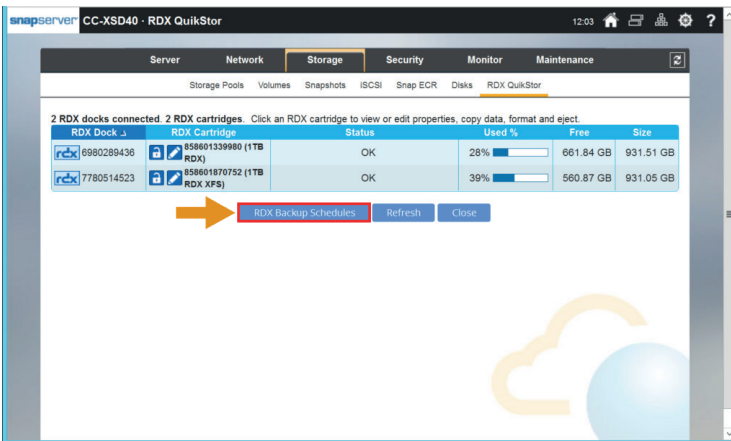 snapserver CC-XSD40 · RDX QuikStor 12:03 ?
Server Network Storage Security Monitor Maintenance
Storage Pools Volumes Snapshots iSCSI Snap ECR Disks RDX QuikStor
2 RDX docks connected. 2 RDX cartridges. Click an RDX cartridge to view or edit properties, copy data, format and eject.
RDX Dock RDX Cartridge Status Used % Free Size
rdx 6980289436 858601339980 (1TB RDX) OK 28% 661.84 GB 931.51 GB
rdx 7780514523 858601870752 (1TB RDX XFS) OK 39% 560.87 GB 931.05 GB
RDX Backup Schedules Refresh Close